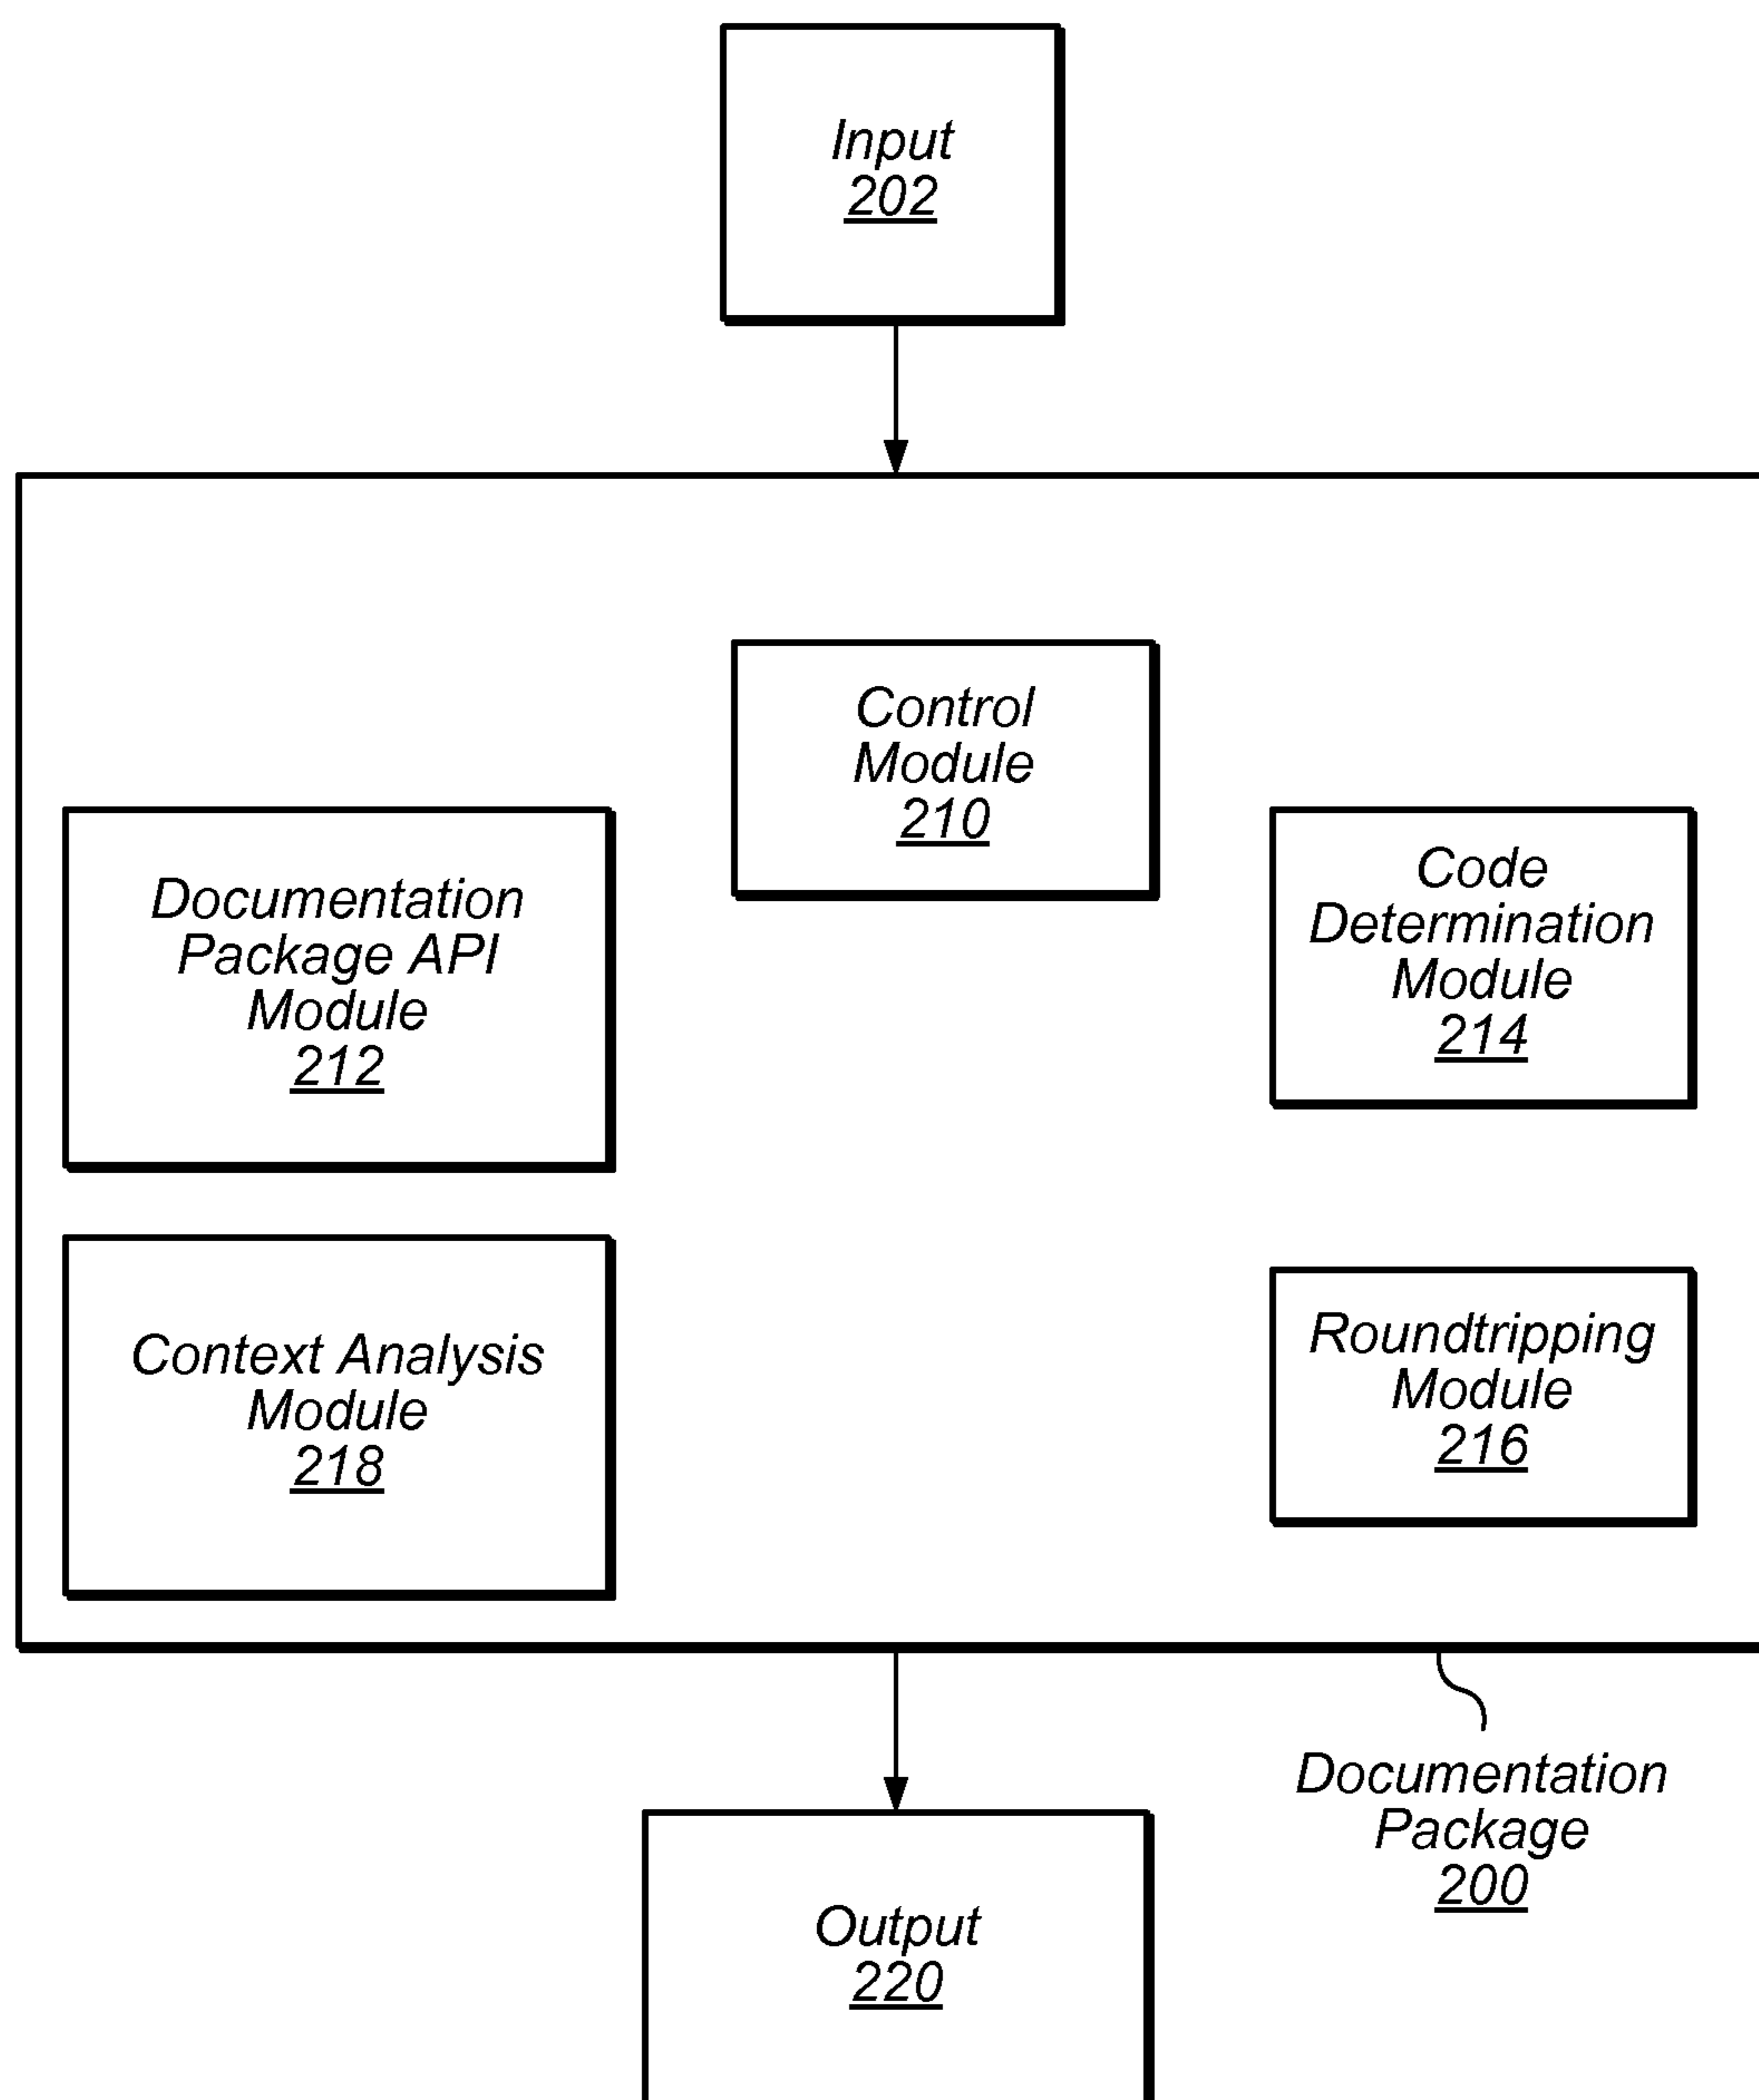 Input
202
Control
Module
210
Documentation
Package API
Module
212
Code
Determination
Module
214
Context Analysis
Module
218
Roundtripping
Module
216
Documentation
Package
200
Output
220